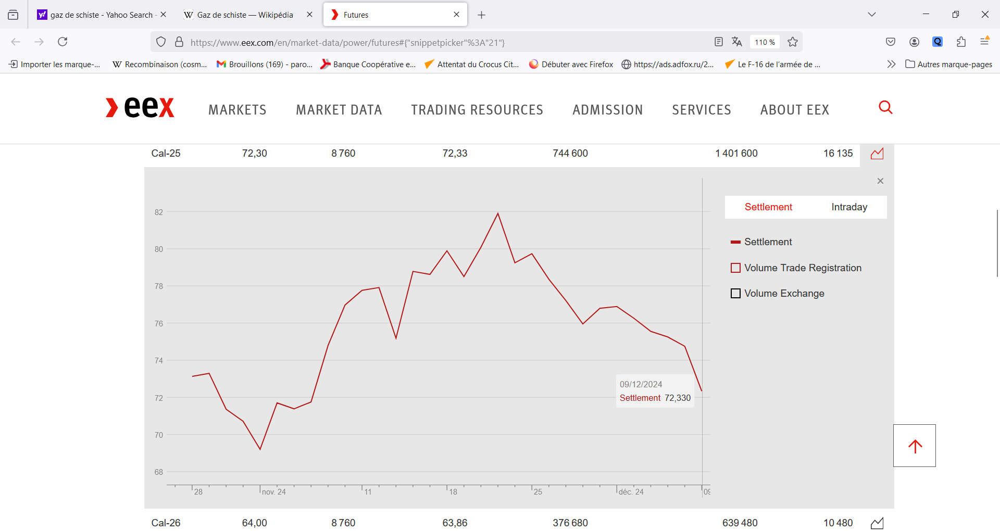 gaz de schiste - Yahoo Search -
Gaz de schiste — Wikipédia
Futures
https://www.eex.com/en/market-data/power/futures#{"snippetpicker"%3A"21"}
110 %
Importer les marque-...
Recombinaison (cosm...
Brouillons (169) - paro...
Banque Coopérative e...
Attentat du Crocus Cit...
Débuter avec Firefox
https://ads.adfox.ru/2...
Le F-16 de l'armée de ...
Autres marque-pages
eex
MARKETS
MARKET DATA
TRADING RESOURCES
ADMISSION
SERVICES
ABOUT EEX
Cal-25 72,30 8 760 72,33 744 600 1 401 600 16 135
Settlement Intraday
Settlement
Volume Trade Registration
Volume Exchange
82
80
78
76
74
72
70
68
09/12/2024
Settlement 72,330
28 nov. 24 11 18 25 déc. 24 09
Cal-26 64,00 8 760 63,86 376 680 639 480 10 480